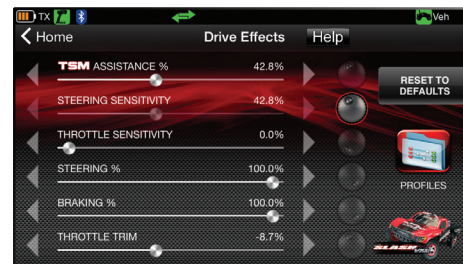 TX Veh
Home Drive Effects Help
TSM ASSISTANCE % 42.8%
STEERING SENSITIVITY 42.8%
THROTTLE SENSITIVITY 0.0%
STEERING % 100.0%
BRAKING % 100.0%
THROTTLE TRIM -8.7%
RESET TO
DEFAULTS
PROFILES
SLASH